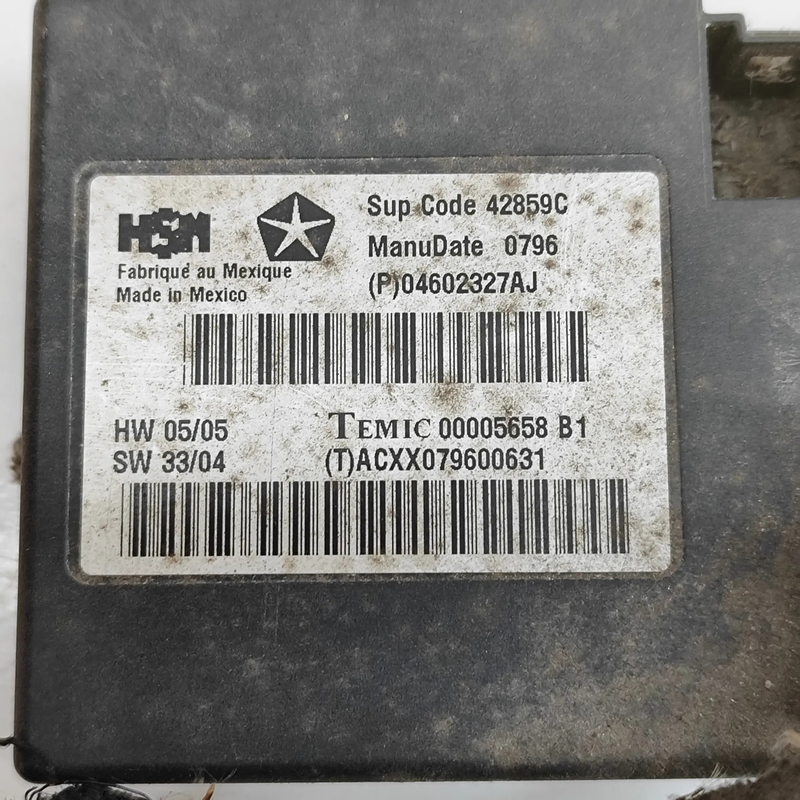 HSM
Fabriqué au Mexique
Made in Mexico
Sup Code 42859C
ManuDate 0796
(P)04602327AJ
HW 05/05
SW 33/04
TEMIC 00005658 B1
(T)ACXX079600631